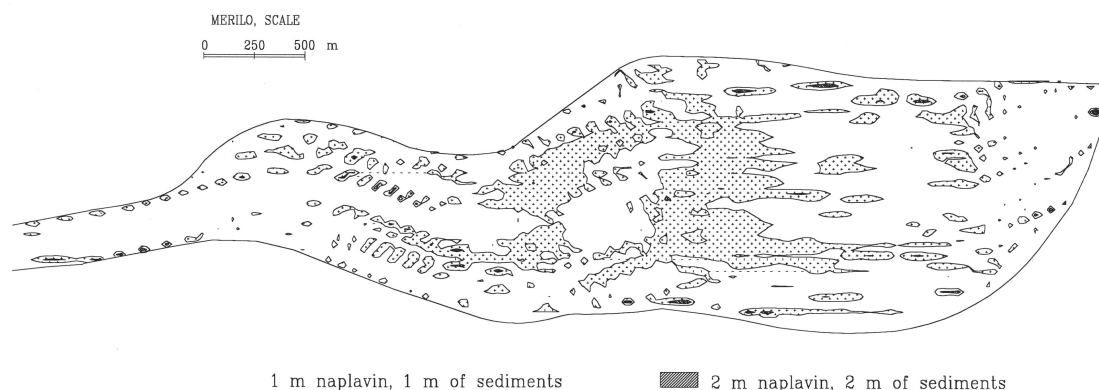 MERILO, SCALE
0 250 500 m
1 m naplavin, 1 m of sediments
2 m naplavin, 2 m of sediments